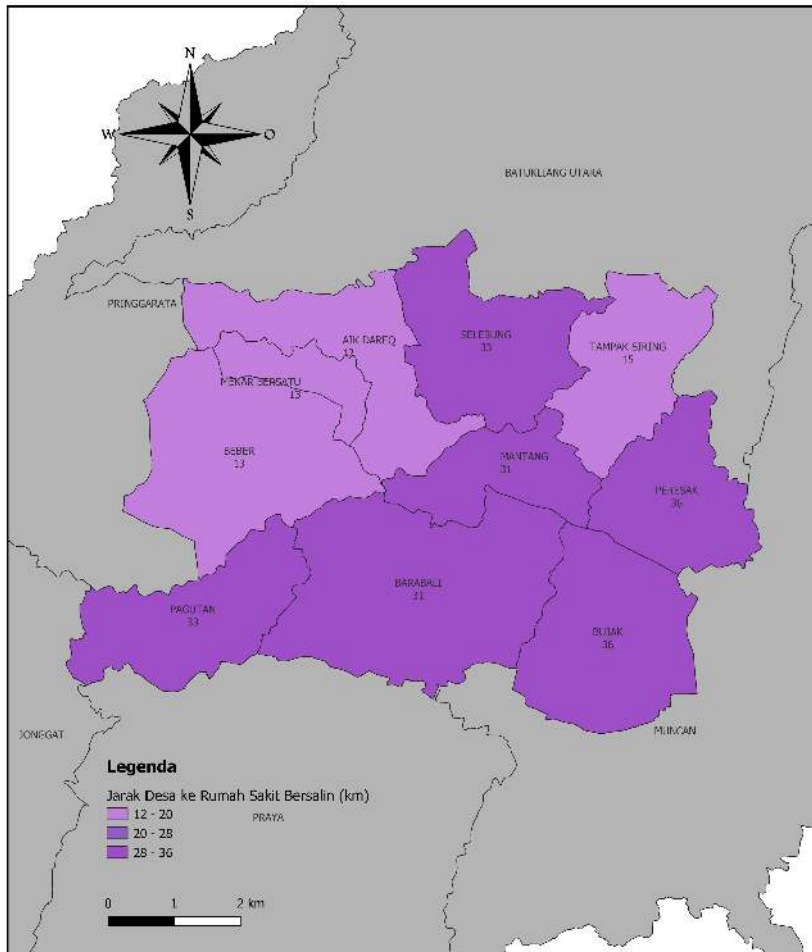 N
W
O
S
BATUKLIANG UTARA
PRINGGARATA
AIK DAREQ
12
SELEBUNG
33
TAMPAK SIRING
15
MEKAR BERSATU
13
BEBER
13
MANTANG
31
PERESAK
36
PAGUTAN
33
BARABALI
31
BUJAK
36
JONGGAT
MUNCAN
Legenda
Jarak Desa ke Rumah Sakit Bersalin (km)
12 - 20
20 - 28
28 - 36
PRAYA
0 1 2 km